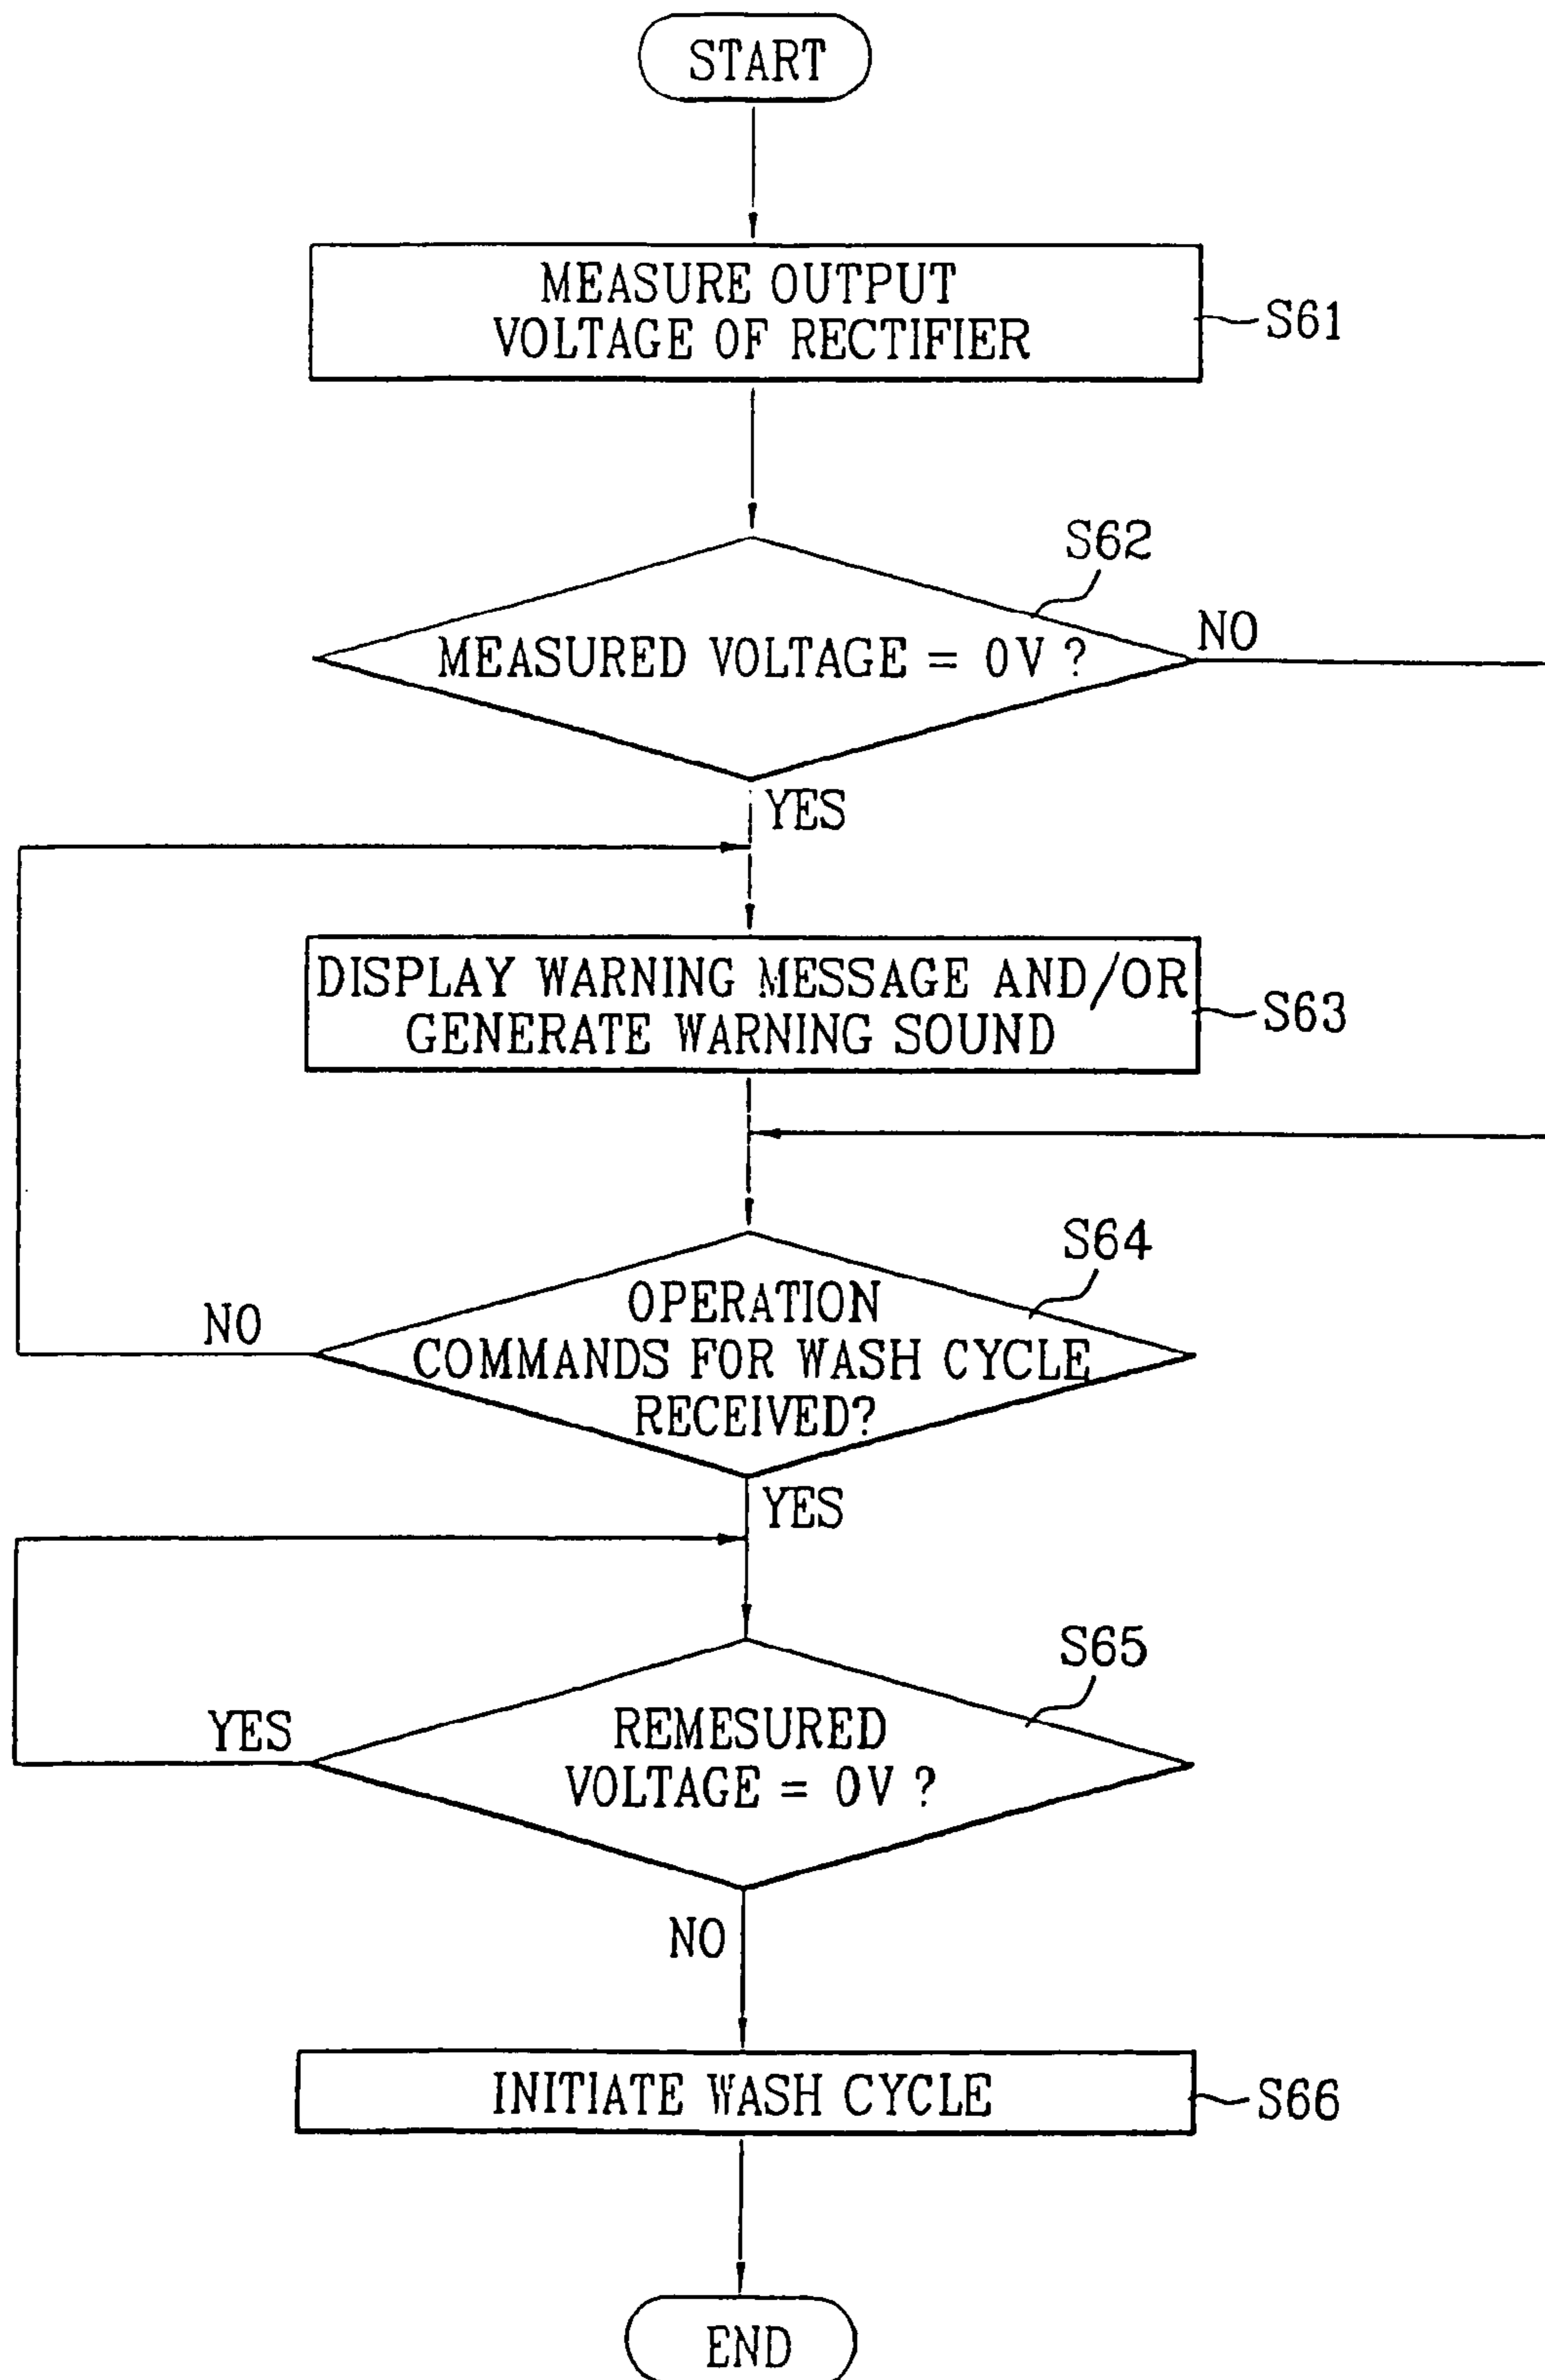 START
MEASURE OUTPUT
VOLTAGE OF RECTIFIER
S61
S62
MEASURED VOLTAGE = 0V ?
NO
YES
DISPLAY WARNING MESSAGE AND/OR
GENERATE WARNING SOUND
S63
S64
OPERATION
COMMANDS FOR WASH CYCLE
RECEIVED?
NO
YES
S65
REMESURED
VOLTAGE = 0V ?
YES
NO
INITIATE WASH CYCLE
S66
END